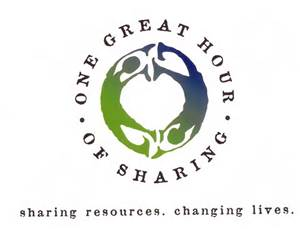 · ONE GREAT HOUR ·
OF SHARING
sharing resources. changing lives.